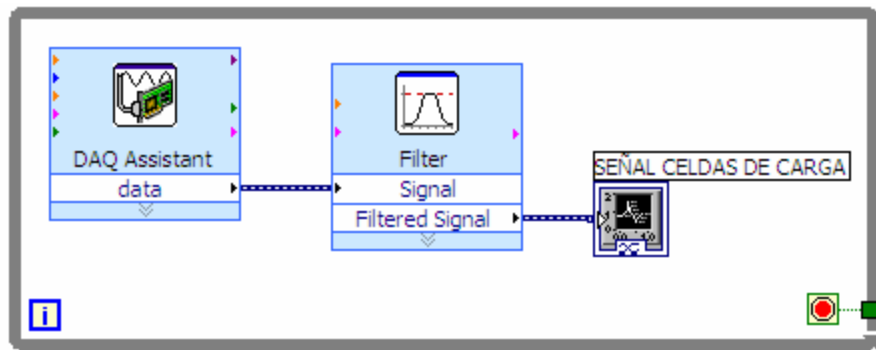 DAQ Assistant
data
Filter
Signal
Filtered Signal
SEÑAL CELDAS DE CARGA
i